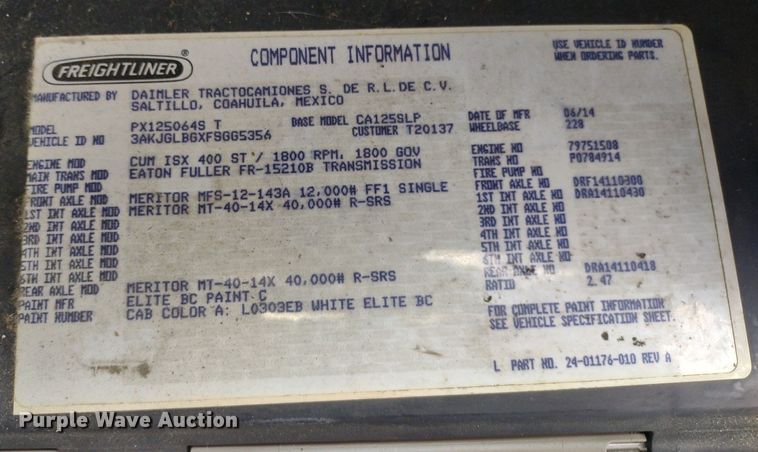 FREIGHTLINER ®
COMPONENT INFORMATION
USE VEHICLE ID NUMBER
WHEN ORDERING PARTS.
MANUFACTURED BY DAIMLER TRACTOCAMIONES S. DE R.L. DE C.V.
SALTILLO, COAHUILA, MEXICO
MODEL PX125064S T BASE MODEL CA125SLP DATE OF MFR 06/14
VEHICLE ID NO 3AKJGLBGXFSGG5356 CUSTOMER T20137 WHEELBASE 228
ENGINE MOD CUM ISX 400 ST / 1800 RPM, 1800 GOV ENGINE NO 79751508
MAIN TRANS MOD EATON FULLER FR-15210B TRANSMISSION TRANS NO P0784914
FIRE PUMP MOD FIRE PUMP NO
FRONT AXLE MOD MERITOR MFS-12-143A 12,000# FF1 SINGLE FRONT AXLE NO DRF14110300
1ST INT AXLE MOD MERITOR MT-40-14X 40,000# R-SRS 1ST INT AXLE NO DRA14110430
2ND INT AXLE MOD 2ND INT AXLE NO
3RD INT AXLE MOD 3RD INT AXLE NO
4TH INT AXLE MOD 4TH INT AXLE NO
5TH INT AXLE MOD 5TH INT AXLE NO
6TH INT AXLE MOD 6TH INT AXLE NO
REAR AXLE MOD MERITOR MT-40-14X 40,000# R-SRS REAR AXLE NO DRA14110418
PAINT MFR ELITE BC PAINT C RATIO 2.47
PAINT NUMBER CAB COLOR A: L0303EB WHITE ELITE BC
FOR COMPLETE PAINT INFORMATION
SEE VEHICLE SPECIFICATION SHEET.
L PART NO. 24-01176-010 REV A
Purple Wave Auction